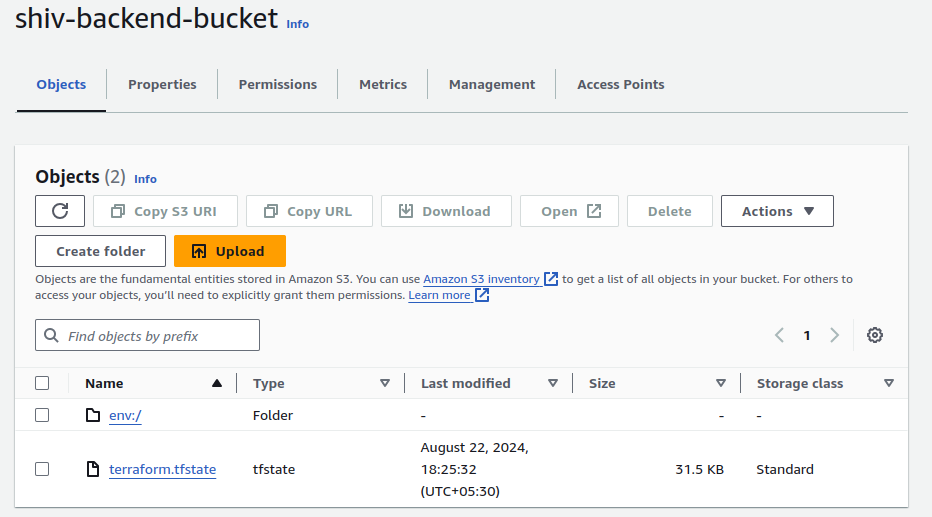 shiv-backend-bucket Info
Objects Properties Permissions Metrics Management Access Points
Objects (2) Info
Copy S3 URI Copy URL Download Open Delete Actions
Create folder Upload
Objects are the fundamental entities stored in Amazon S3. You can use Amazon S3 inventory to get a list of all objects in your bucket. For others to
access your objects, you’ll need to explicitly grant them permissions. Learn more
Find objects by prefix 1
Name Type Last modified Size Storage class
env:/ Folder - - -
August 22, 2024,
terraform.tfstate tfstate 18:25:32 31.5 KB Standard
(UTC+05:30)